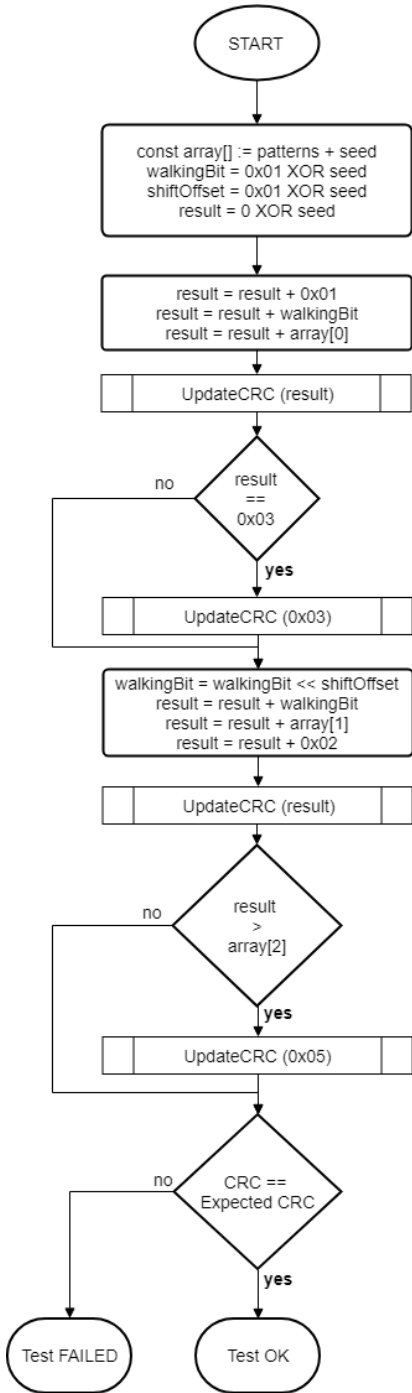 START
const array[] := patterns + seed
walkingBit = 0x01 XOR seed
shiftOffset = 0x01 XOR seed
result = 0 XOR seed
result = result + 0x01
result = result + walkingBit
result = result + array[0]
UpdateCRC (result)
no
result
==
0x03
yes
UpdateCRC (0x03)
walkingBit = walkingBit << shiftOffset
result = result + walkingBit
result = result + array[1]
result = result + 0x02
UpdateCRC (result)
no
result
>
array[2]
yes
UpdateCRC (0x05)
no
CRC ==
Expected CRC
yes
Test FAILED
Test OK